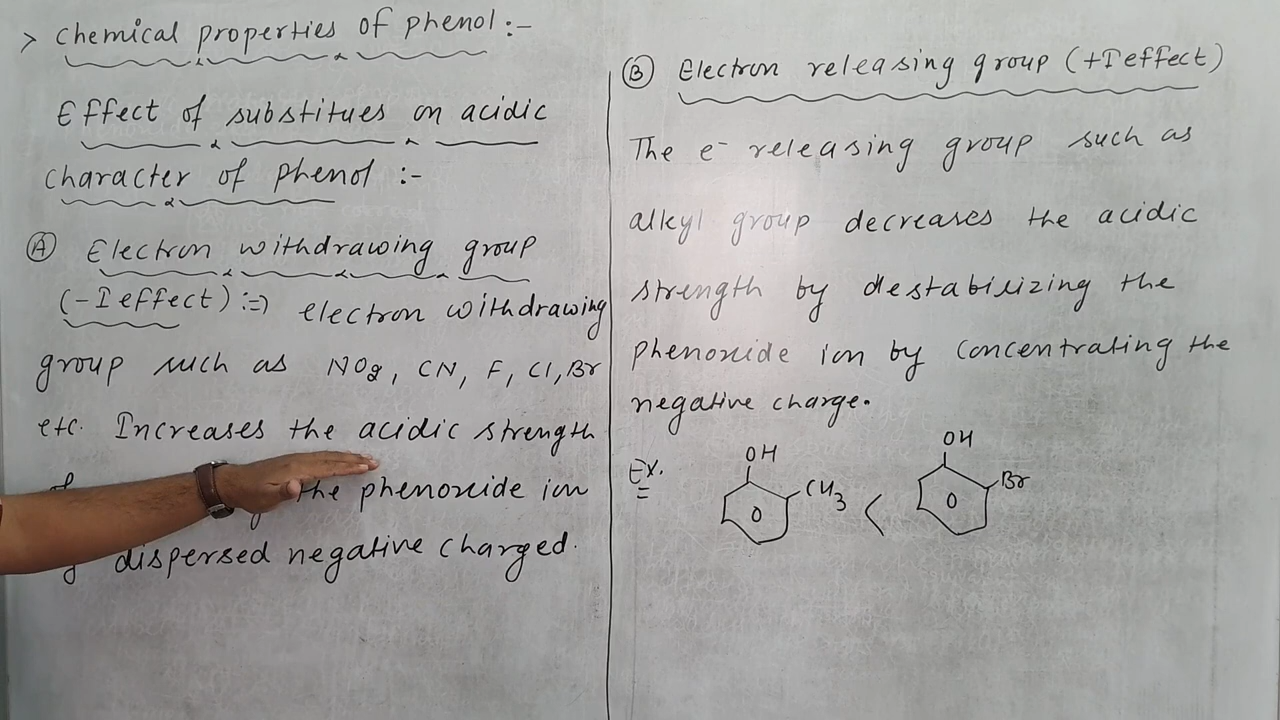 > chemical properties of phenol :-
Effect of substitues on acidic
character of phenol :-
Ⓐ Electron withdrawing group
(-I effect) :=) electron withdrawing
group such as NO2, CN, F, Cl, Br
etc. Increases the acidic strength
of the phenoxide ion
dispersed negative charged.
Ⓑ Electron releasing group (+I effect)
The e⁻ releasing group such as
alkyl group decreases the acidic
strength by destabilizing the
phenoxide ion by concentrating the
negative charge.
Ex. OH CH3 < OH Br